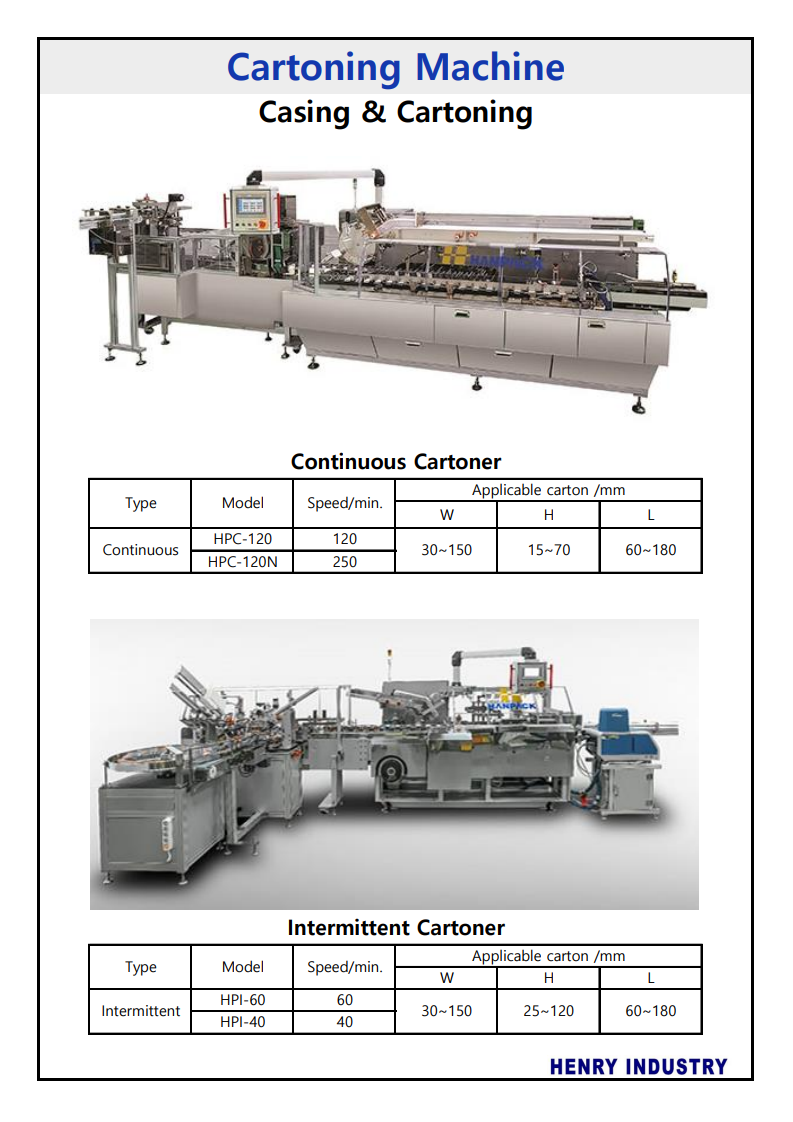 Cartoning Machine
Casing & Cartoning
HANPACK
Continuous Cartoner
Type Model Speed/min. Applicable carton /mm
W H L
Continuous HPC-120 120 30~150 15~70 60~180
HPC-120N 250
HANPACK
Intermittent Cartoner
Type Model Speed/min. Applicable carton /mm
W H L
Intermittent HPI-60 60 30~150 25~120 60~180
HPI-40 40
HENRY INDUSTRY